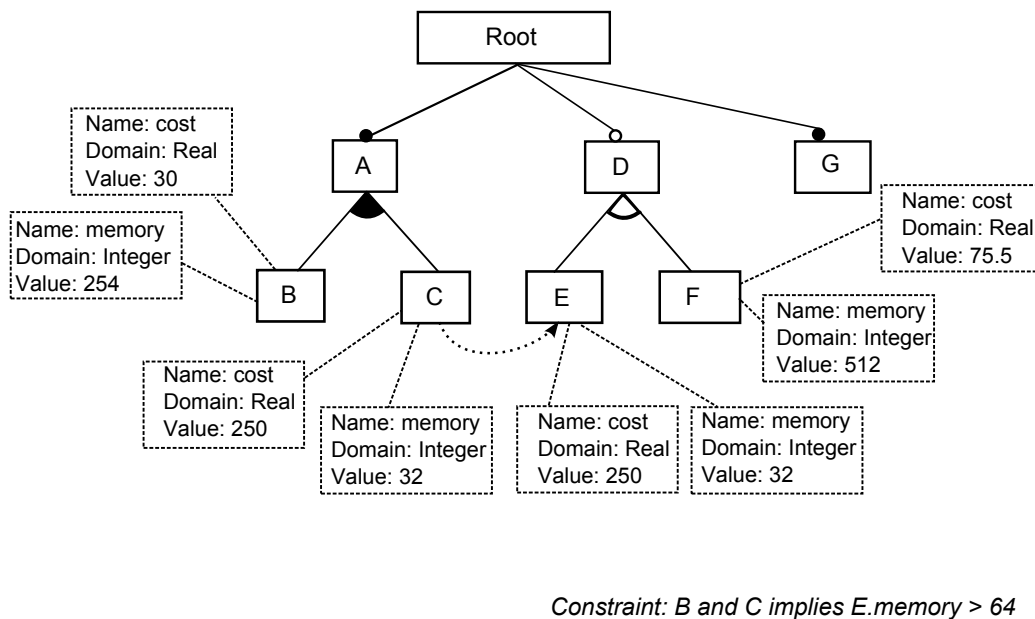 Root
Name: cost
Domain: Real
Value: 30
A
D
G
Name: cost
Domain: Real
Value: 75.5
Name: memory
Domain: Integer
Value: 254
B
C
E
F
Name: memory
Domain: Integer
Value: 512
Name: cost
Domain: Real
Value: 250
Name: memory
Domain: Integer
Value: 32
Name: cost
Domain: Real
Value: 250
Name: memory
Domain: Integer
Value: 32
Constraint: B and C implies E.memory > 64